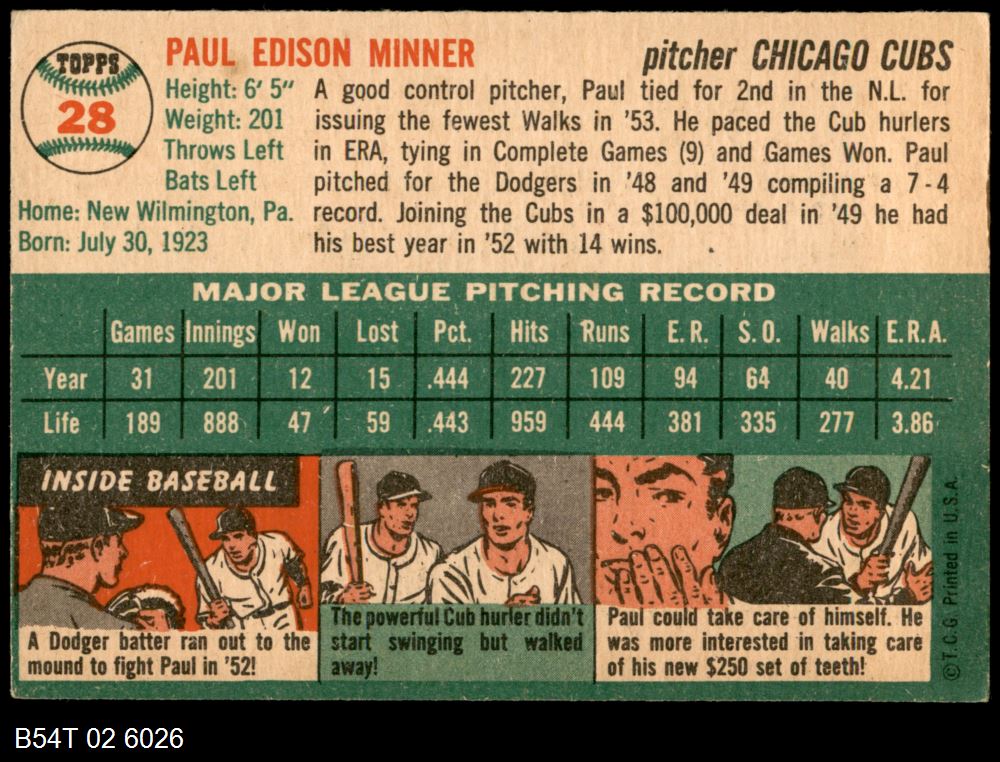 TOPPS
28
PAUL EDISON MINNER
pitcher CHICAGO CUBS
Height: 6' 5"
Weight: 201
Throws Left
Bats Left
Home: New Wilmington, Pa.
Born: July 30, 1923
A good control pitcher, Paul tied for 2nd in the N.L. for
issuing the fewest Walks in '53. He paced the Cub hurlers
in ERA, tying in Complete Games (9) and Games Won. Paul
pitched for the Dodgers in '48 and '49 compiling a 7-4
record. Joining the Cubs in a $100,000 deal in '49 he had
his best year in '52 with 14 wins.
MAJOR LEAGUE PITCHING RECORD
Games Innings Won Lost Pct. Hits Runs E.R. S.O. Walks E.R.A.
Year 31 201 12 15 .444 227 109 94 64 40 4.21
Life 189 888 47 59 .443 959 444 381 335 277 3.86
INSIDE BASEBALL
A Dodger batter ran out to the
mound to fight Paul in '52!
The powerful Cub hurler didn't
start swinging but walked
away!
Paul could take care of himself. He
was more interested in taking care
of his new $250 set of teeth!
© T.C.G. Printed in U.S.A.
B54T 02 6026